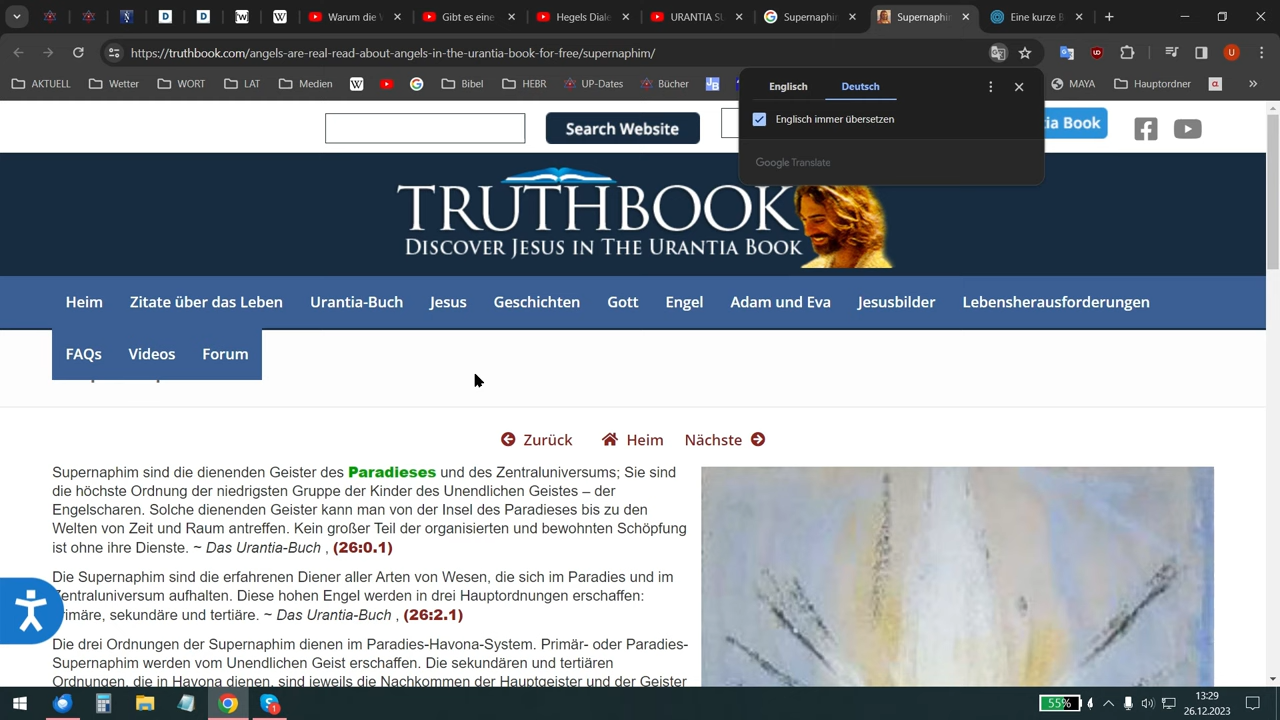 Warum die
Gibt es eine
Hegels Diale
URANTIA SU
Supernaphim
Supernaphim
Eine kurze B
https://truthbook.com/angels-are-real-read-about-angels-in-the-urantia-book-for-free/supernaphim/
AKTUELL Wetter WORT LAT Medien Bibel HEBR UP-Dates Bücher MAYA Hauptordner
Englisch Deutsch
Englisch immer übersetzen
Google Translate
Search Website
ia Book
TRUTHBOOK
DISCOVER JESUS IN THE URANTIA BOOK
Heim Zitate über das Leben Urantia-Buch Jesus Geschichten Gott Engel Adam und Eva Jesusbilder Lebensherausforderungen
FAQs Videos Forum
Zurück Heim Nächste
Supernaphim sind die dienenden Geister des Paradieses und des Zentraluniversums; Sie sind
die höchste Ordnung der niedrigsten Gruppe der Kinder des Unendlichen Geistes – der
Engelscharen. Solche dienenden Geister kann man von der Insel des Paradieses bis zu den
Welten von Zeit und Raum antreffen. Kein großer Teil der organisierten und bewohnten Schöpfung
ist ohne ihre Dienste. ~ Das Urantia-Buch , (26:0.1)
Die Supernaphim sind die erfahrenen Diener aller Arten von Wesen, die sich im Paradies und im
Zentraluniversum aufhalten. Diese hohen Engel werden in drei Hauptordnungen erschaffen:
Primäre, sekundäre und tertiäre. ~ Das Urantia-Buch , (26:2.1)
Die drei Ordnungen der Supernaphim dienen im Paradies-Havona-System. Primär- oder Paradies-
Supernaphim werden vom Unendlichen Geist erschaffen. Die sekundären und tertiären
Ordnungen, die in Havona dienen, sind jeweils die Nachkommen der Hauptgeister und der Geister
55%
13:29
26.12.2023